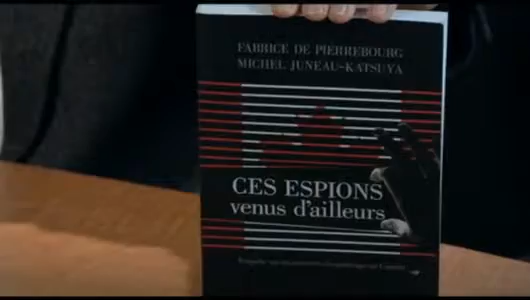 FABRICE DE PIERREBOURG
MICHEL JUNEAU-KATSUYA
CES ESPIONS
venus d'ailleurs